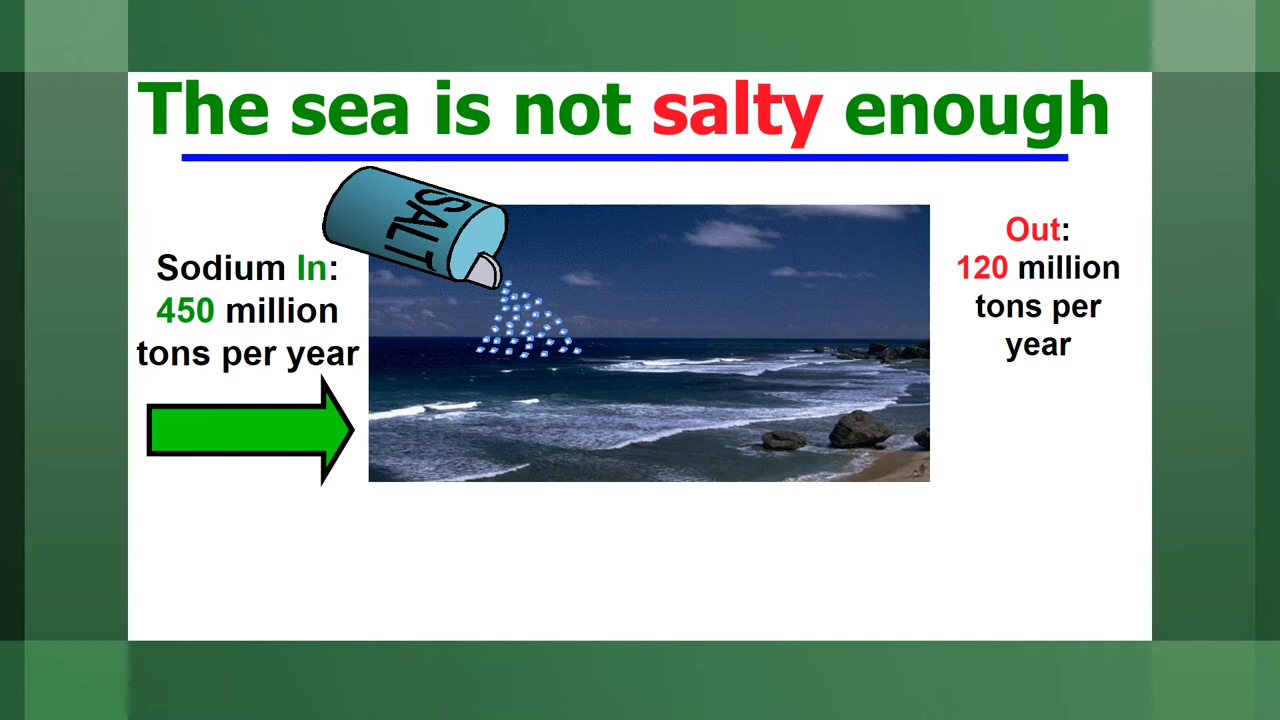 The sea is not salty enough
SALT
Sodium In:
450 million
tons per year
Out:
120 million
tons per
year